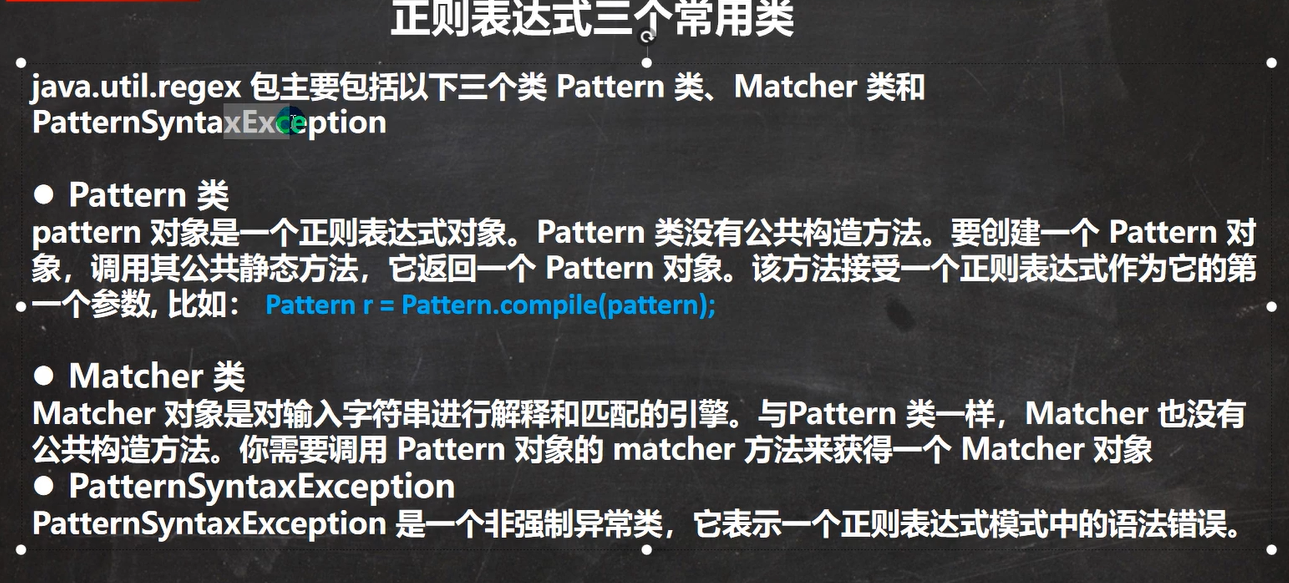 正则表达式三个常用类
java.util.regex 包主要包括以下三个类 Pattern 类、Matcher 类和
PatternSyntaxException
● Pattern 类
pattern 对象是一个正则表达式对象。Pattern 类没有公共构造方法。要创建一个 Pattern 对
象，调用其公共静态方法，它返回一个 Pattern 对象。该方法接受一个正则表达式作为它的第
一个参数, 比如： Pattern r = Pattern.compile(pattern);
● Matcher 类
Matcher 对象是对输入字符串进行解释和匹配的引擎。与Pattern 类一样，Matcher 也没有
公共构造方法。你需要调用 Pattern 对象的 matcher 方法来获得一个 Matcher 对象
● PatternSyntaxException
PatternSyntaxException 是一个非强制异常类，它表示一个正则表达式模式中的语法错误。